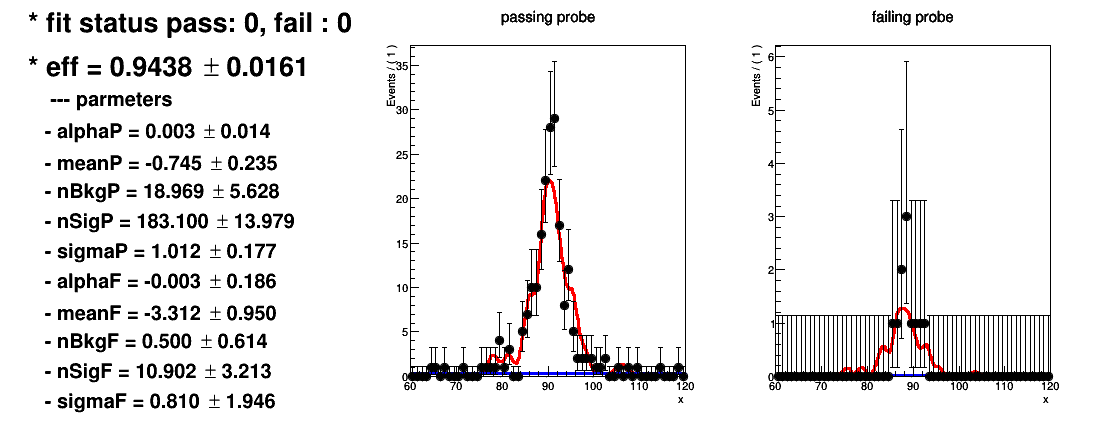 * fit status pass: 0, fail : 0
* eff = 0.9438 ± 0.0161
--- parmeters
- alphaP = 0.003 ± 0.014
- meanP = -0.745 ± 0.235
- nBkgP = 18.969 ± 5.628
- nSigP = 183.100 ± 13.979
- sigmaP = 1.012 ± 0.177
- alphaF = -0.003 ± 0.186
- meanF = -3.312 ± 0.950
- nBkgF = 0.500 ± 0.614
- nSigF = 10.902 ± 3.213
- sigmaF = 0.810 ± 1.946
passing probe
Events / ( 1 )
35
30
25
20
15
10
5
0
60 70 80 90 100 110 120
x
failing probe
Events / ( 1 )
6
5
4
3
2
1
0
60 70 80 90 100 110 120
x